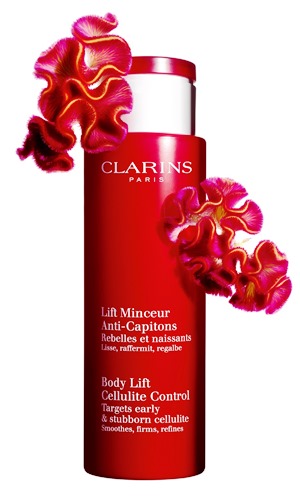 CLARINS
PARIS
Lift Minceur
Anti-Capitons
Rebelles et naissants
Lisse, raffermit, regalbe
Body Lift
Cellulite Control
Targets early
& stubborn cellulite
Smoothes, firms, refines